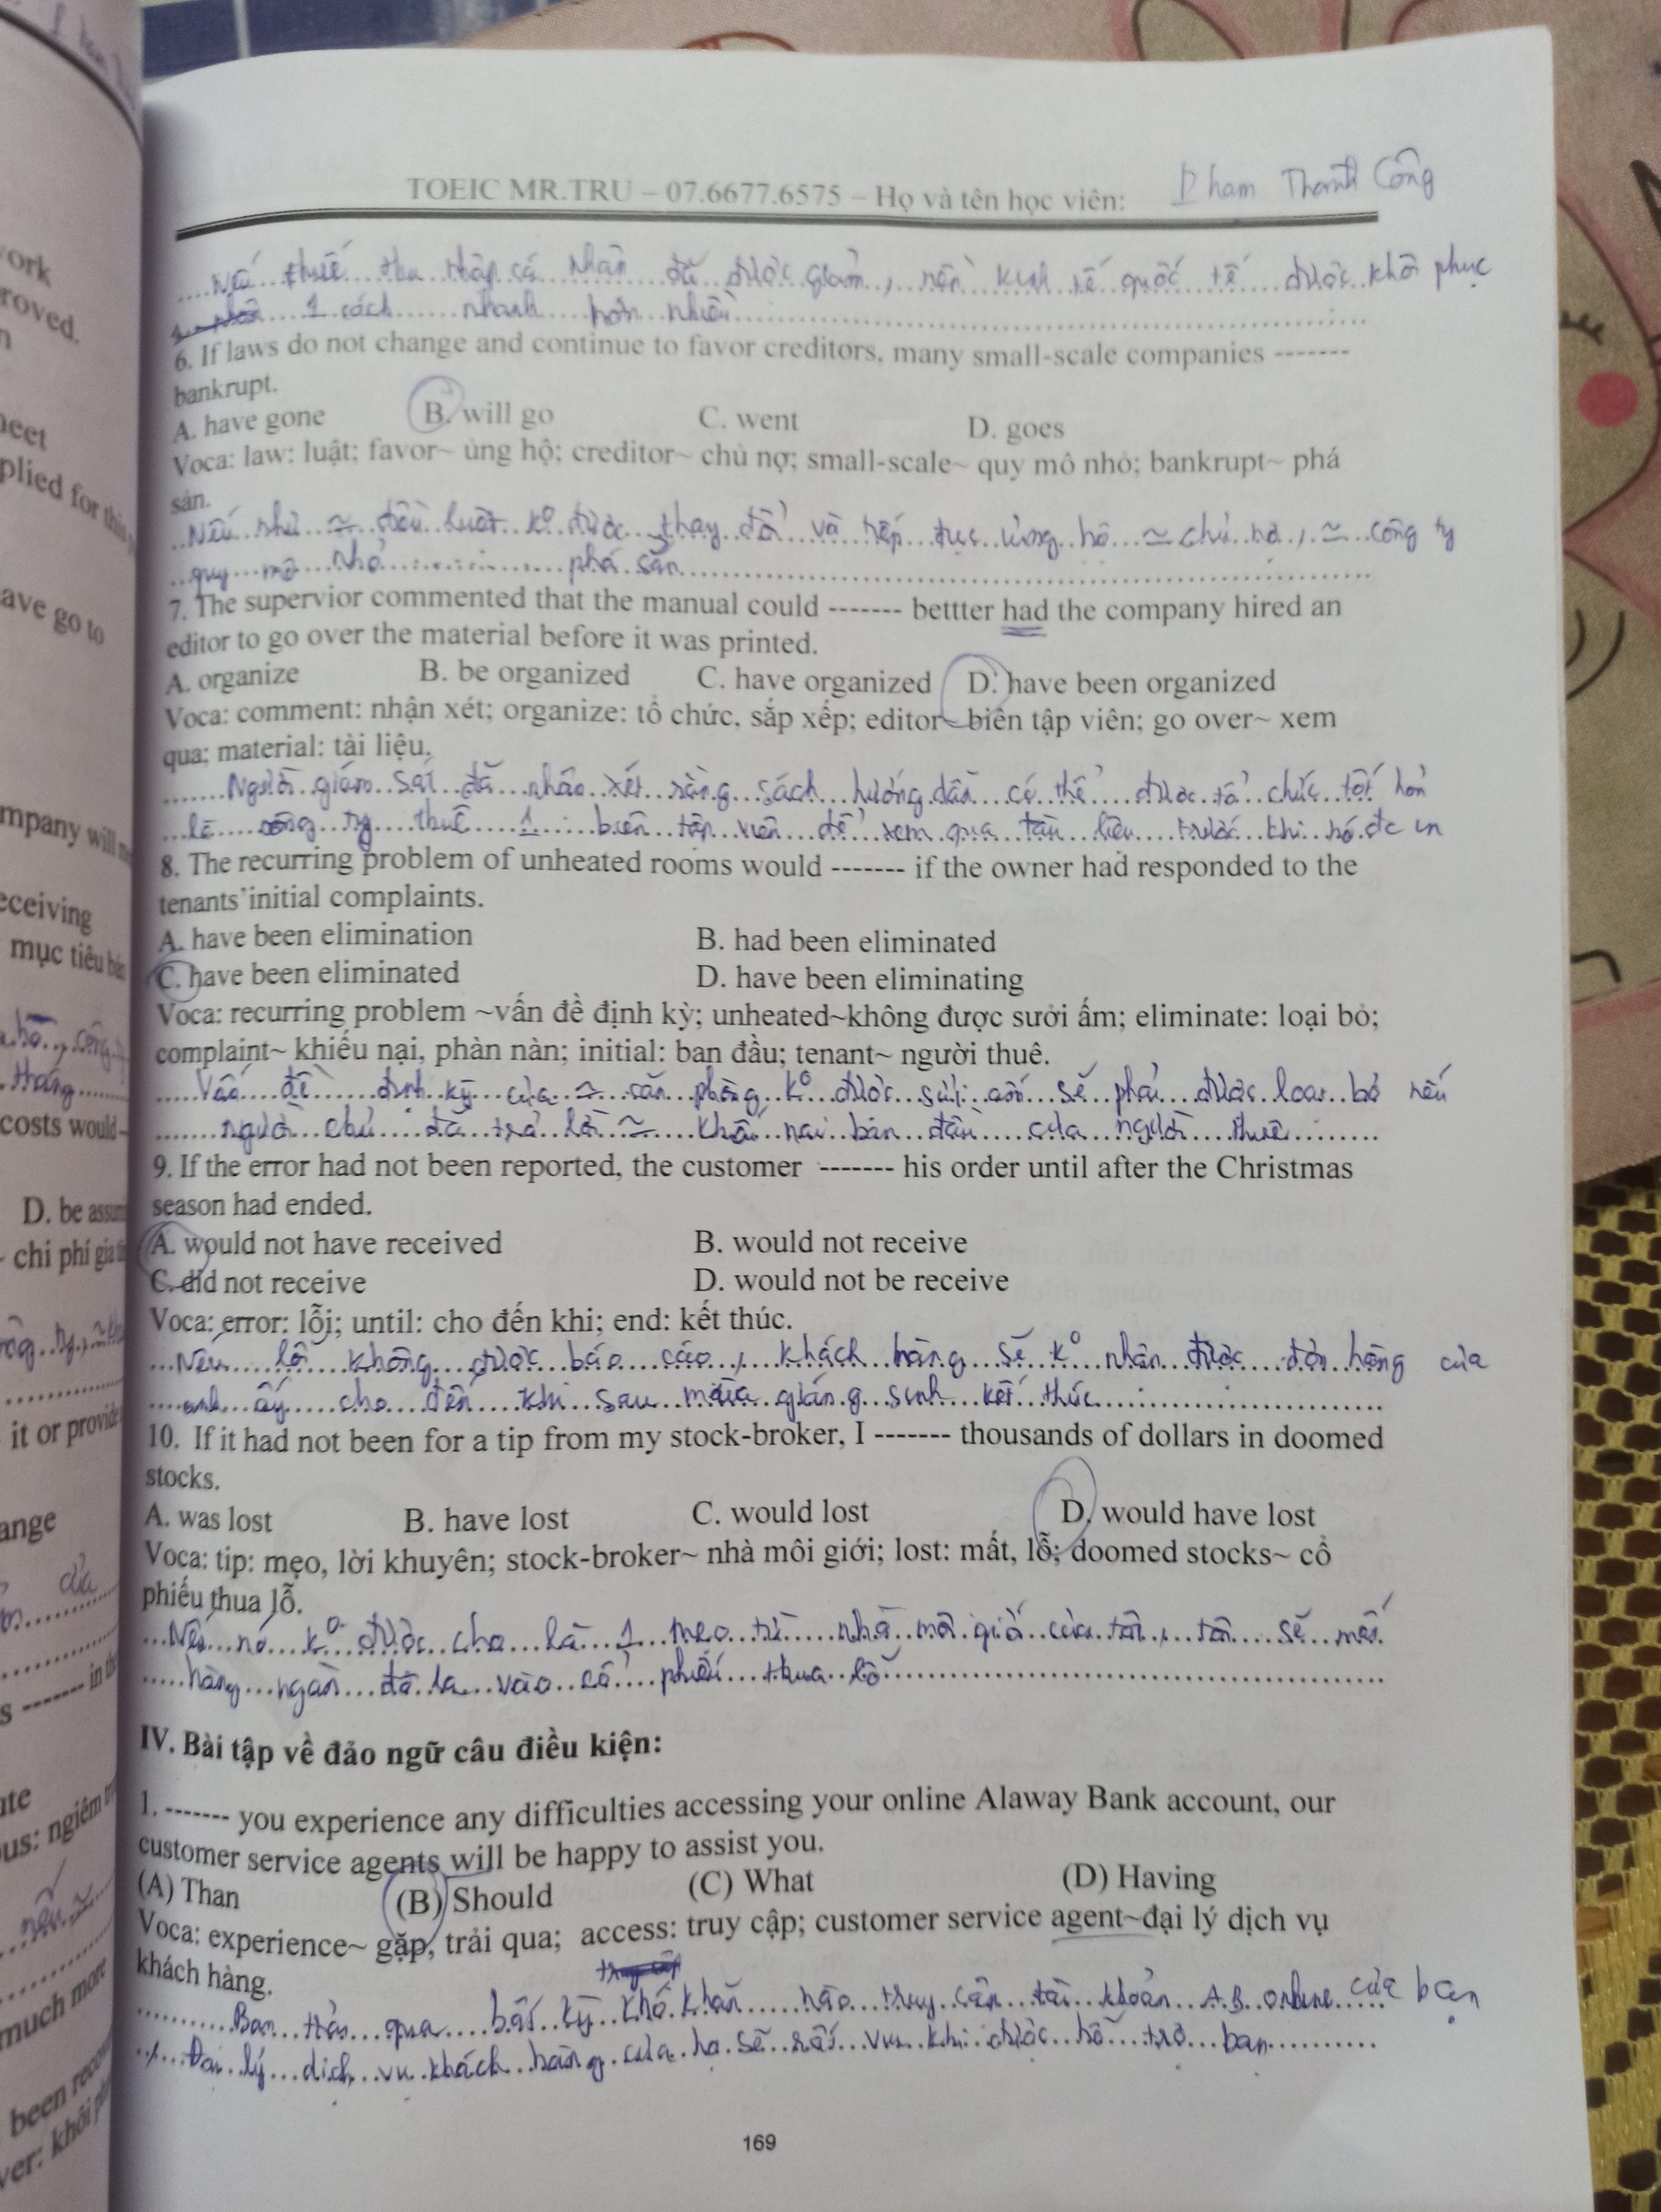 TOEIC MR.TRU – 07.6677.6575 – Họ và tên học viên: Pham Thanh Công
Nếu thuế thu nhập cá nhân đã được giảm, nền kinh tế quốc tế được khôi phục
1 cách nhanh hơn nhiều
6. If laws do not change and continue to favor creditors, many small-scale companies -------
bankrupt.
A. have gone B. will go C. went D. goes
Voca: law: luật; favor~ ủng hộ; creditor~ chủ nợ; small-scale~ quy mô nhỏ; bankrupt~ phá
sản.
Nếu như ≈ điều luật k° được thay đổi và tiếp tục ủng hộ ≈ chủ nợ, ≈ công ty
quy mô nhỏ phá sản
7. The supervior commented that the manual could ------- bettter had the company hired an
editor to go over the material before it was printed.
A. organize B. be organized C. have organized D. have been organized
Voca: comment: nhận xét; organize: tổ chức, sắp xếp; editor~ biên tập viên; go over~ xem
qua; material: tài liệu.
Người giám sát đã nhận xét rằng sách hướng dẫn có thể được tổ chức tốt hơn
là công ty thuê 1 biên tập viên để xem qua tài liệu trước khi nó đc in
8. The recurring problem of unheated rooms would ------- if the owner had responded to the
tenants' initial complaints.
A. have been elimination B. had been eliminated
C. have been eliminated D. have been eliminating
Voca: recurring problem ~vấn đề định kỳ; unheated~không được sưởi ấm; eliminate: loại bỏ;
complaint~ khiếu nại, phàn nàn; initial: ban đầu; tenant~ người thuê.
Vấn đề định kỳ của ≈ căn phòng k° được sưởi ấm sẽ phải được loại bỏ nếu
người chủ đã trả lời ≈ khiếu nại ban đầu của người thuê
9. If the error had not been reported, the customer ------- his order until after the Christmas
season had ended.
A. would not have received B. would not receive
C. did not receive D. would not be receive
Voca: error: lỗi; until: cho đến khi; end: kết thúc.
Nếu lỗi không được báo cáo, khách hàng sẽ k° nhận được đơn hàng của
anh ấy cho đến khi sau mùa giáng sinh kết thúc
10. If it had not been for a tip from my stock-broker, I ------- thousands of dollars in doomed
stocks.
A. was lost B. have lost C. would lost D. would have lost
Voca: tip: mẹo, lời khuyên; stock-broker~ nhà môi giới; lost: mất, lỗ; doomed stocks~ cổ
phiếu thua lỗ.
Nếu nó k° được cho là 1 mẹo từ nhà môi giới của tôi, tôi sẽ mất
hàng ngàn đô la vào cổ phiếu thua lỗ
IV. Bài tập về đảo ngữ câu điều kiện:
1. ------- you experience any difficulties accessing your online Alaway Bank account, our
customer service agents will be happy to assist you.
(A) Than (B) Should (C) What (D) Having
Voca: experience~ gặp, trải qua; access: truy cập; customer service agent~đại lý dịch vụ
khách hàng.
Bạn trải qua bất kỳ khó khăn nào truy cập tài khoản A.B online của bạn
, Đại lý dịch vụ khách hàng của họ sẽ rất vui khi được hỗ trợ bạn
169